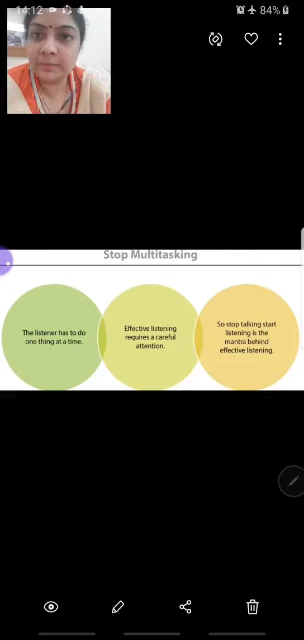 14:12
84%
Stop Multitasking
The listener has to do
one thing at a time.
Effective listening
requires a careful
attention.
So stop talking start
listening is the
mantra behind
effective listening.